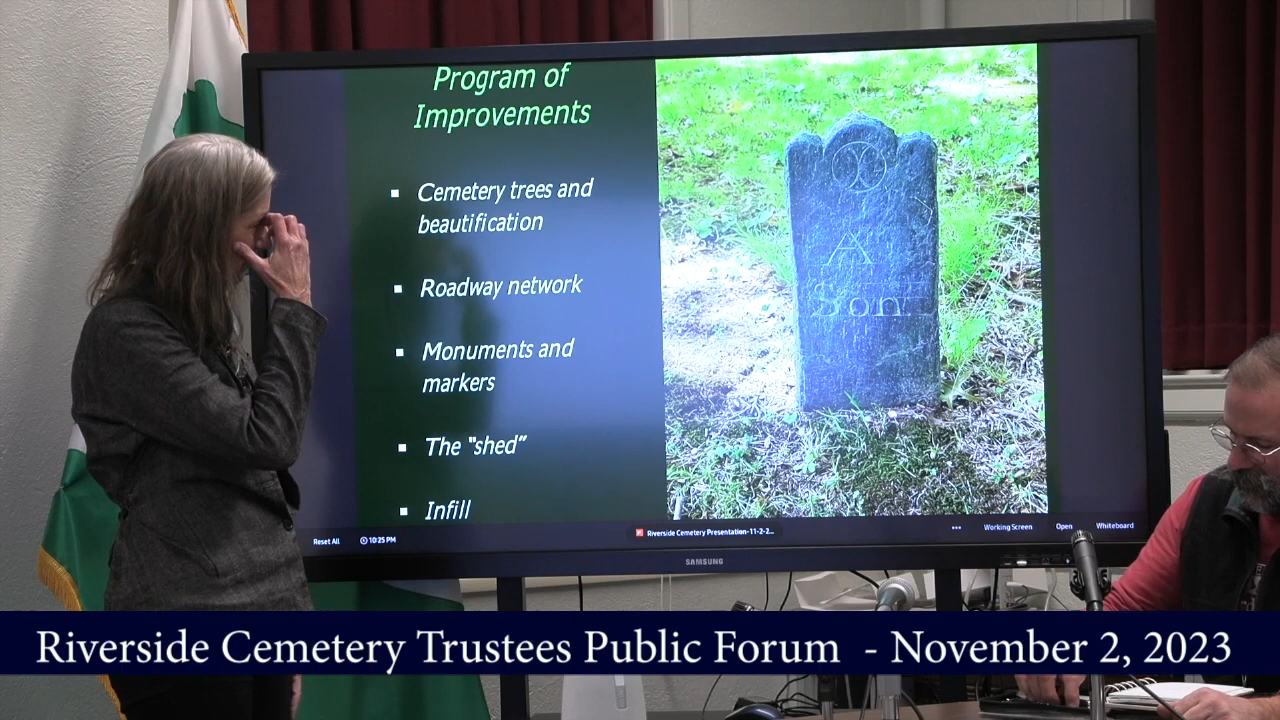 Program of
Improvements
▪ Cemetery trees and
beautification
▪ Roadway network
▪ Monuments and
markers
▪ The "shed"
▪ Infill
A
Son
Reset All
10:25 PM
Riverside Cemetery Presentation-11-2-2...
Working Screen
Open
Whiteboard
SAMSUNG
Riverside Cemetery Trustees Public Forum - November 2, 2023